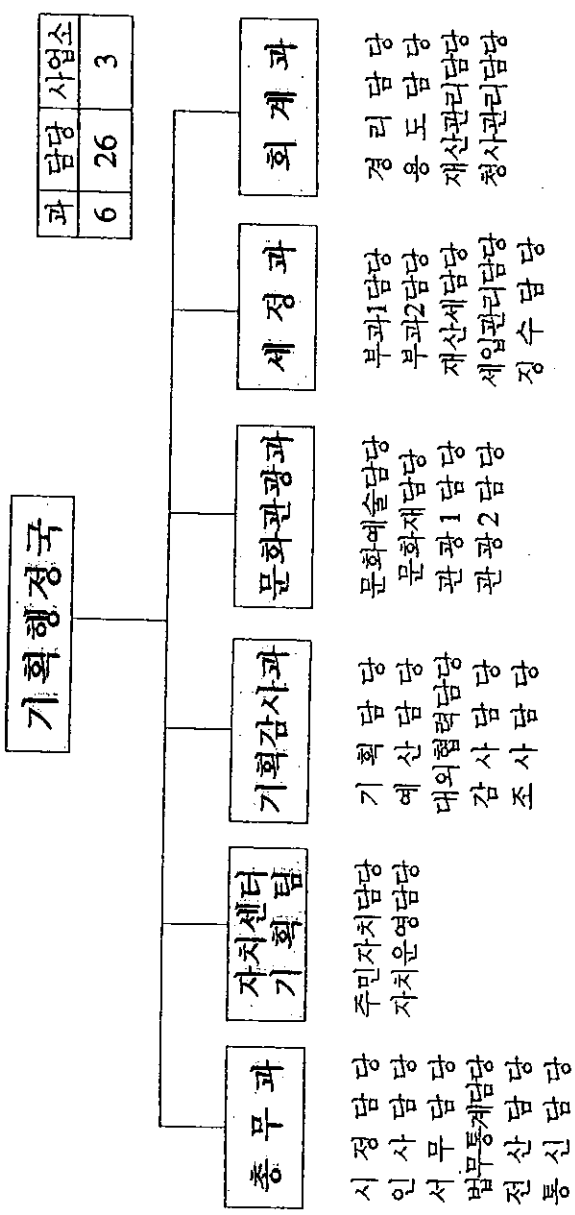 기획행정국
과 담당 사업소
6 26 3
총 무 과
시 정 담 당
인 사 담 당
서 무 담 당
법무통계담당
전 산 담 당
통 신 담 당
자치센터
기 획 팀
주민자치담당
자치운영담당
기획감사과
기 획 담 당
예 산 담 당
대외협력담당
감 사 담 당
조 사 담 당
문화관광과
문화예술담당
문화재담당
관 광 1 담 당
관 광 2 담 당
세 정 과
부과1담당
부과2담당
재산세담당
세입관리담당
징 수 담 당
회 계 과
경 리 담 당
용 도 담 당
재산관리담당
청사관리담당